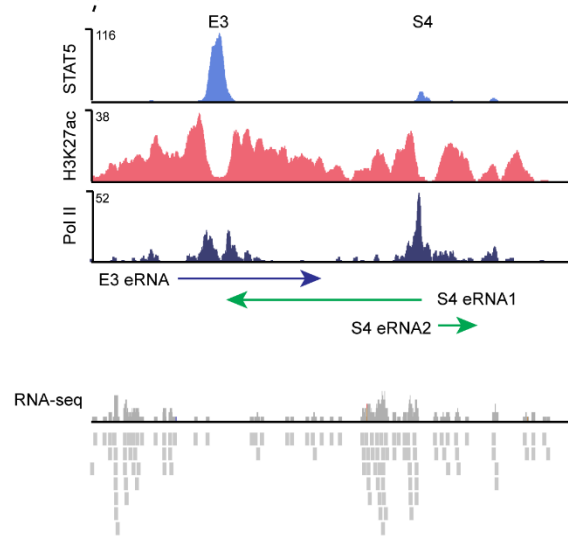 E3 S4
116
STAT5
38
H3K27ac
52
Pol II
E3 eRNA
S4 eRNA1
S4 eRNA2
RNA-seq